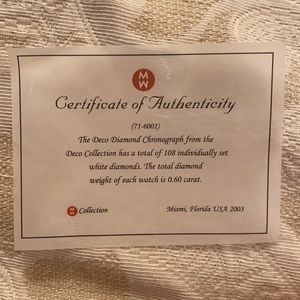 MW
Certificate of Authenticity
(71-6001)
The Deco Diamond Chronograph from the
Deco Collection has a total of 108 individually set
white diamonds. The total diamond
weight of each watch is 0.60 carat.
MW Collection Miami, Florida USA 2003